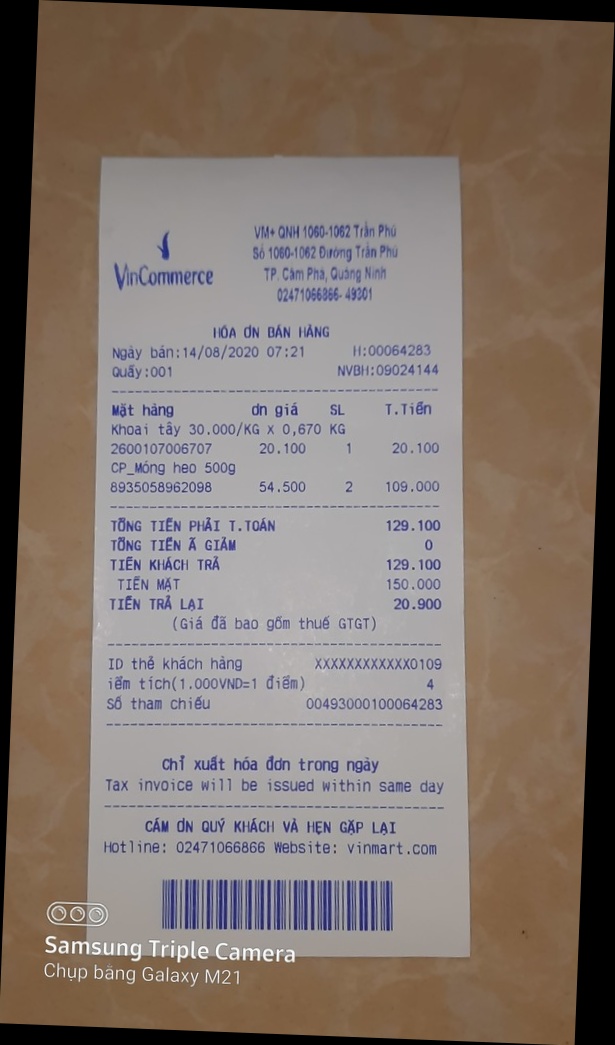 VinCommerce
VM+ QNH 1060-1062 Trần Phú
Số 1060-1062 Đường Trần Phú
TP. Cẩm Phả, Quảng Ninh
02471066866- 49301
HÓA ƠN BÁN HÀNG
Ngày bán:14/08/2020 07:21 H:00064283
Quầy:001 NVBH:09024144
Mặt hàng ơn giá SL T.Tiền
Khoai tây 30.000/KG X 0,670 KG
2600107006707 20.100 1 20.100
CP_Móng heo 500g
8935058962098 54.500 2 109.000
TỔNG TIỀN PHẢI T.TOÁN 129.100
TỔNG TIỀN Ã GIẢM 0
TIỀN KHÁCH TRẢ 129.100
TIỀN MẶT 150.000
TIỀN TRẢ LẠI 20.900
(Giá đã bao gồm thuế GTGT)
ID thẻ khách hàng XXXXXXXXXXXX0109
iểm tích(1.000VND=1 điểm) 4
Số tham chiếu 00493000100064283
Chỉ xuất hóa đơn trong ngày
Tax invoice will be issued within same day
CẢM ƠN QUÝ KHÁCH VÀ HẸN GẶP LẠI
Hotline: 02471066866 Website: vinmart.com
Samsung Triple Camera
Chụp bằng Galaxy M21